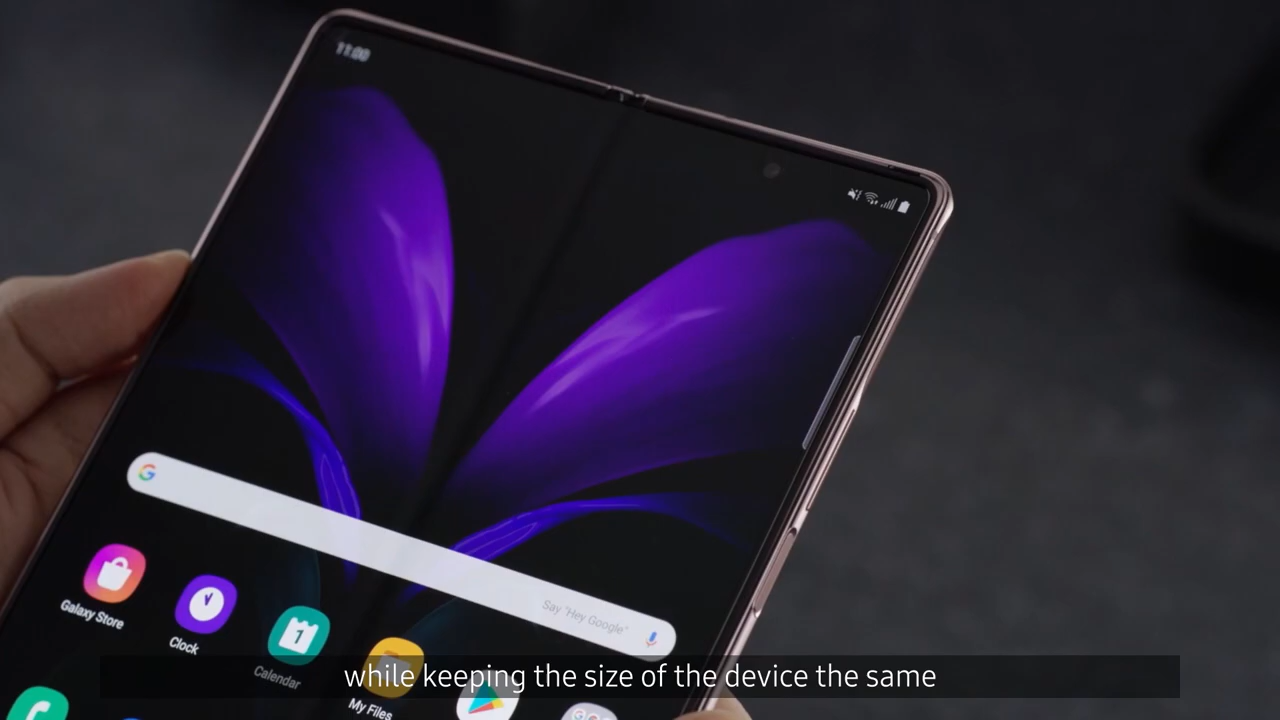 11:00
Say "Hey Google"
Galaxy Store
Clock
1
Calendar
My Files
while keeping the size of the device the same